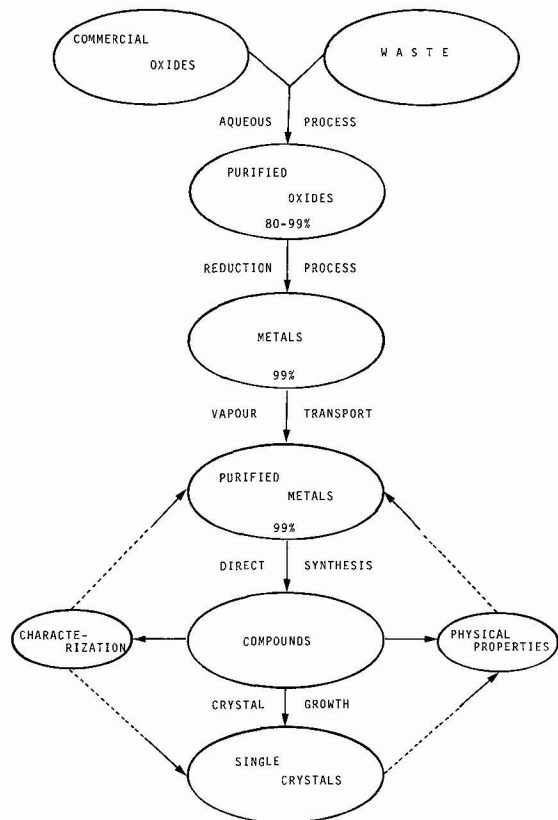 COMMERCIAL
OXIDES
WASTE
AQUEOUS PROCESS
PURIFIED
OXIDES
80-99%
REDUCTION PROCESS
METALS
99%
VAPOUR TRANSPORT
PURIFIED
METALS
99%
DIRECT SYNTHESIS
CHARACTE-
RIZATION
COMPOUNDS
PHYSICAL
PROPERTIES
CRYSTAL GROWTH
SINGLE
CRYSTALS